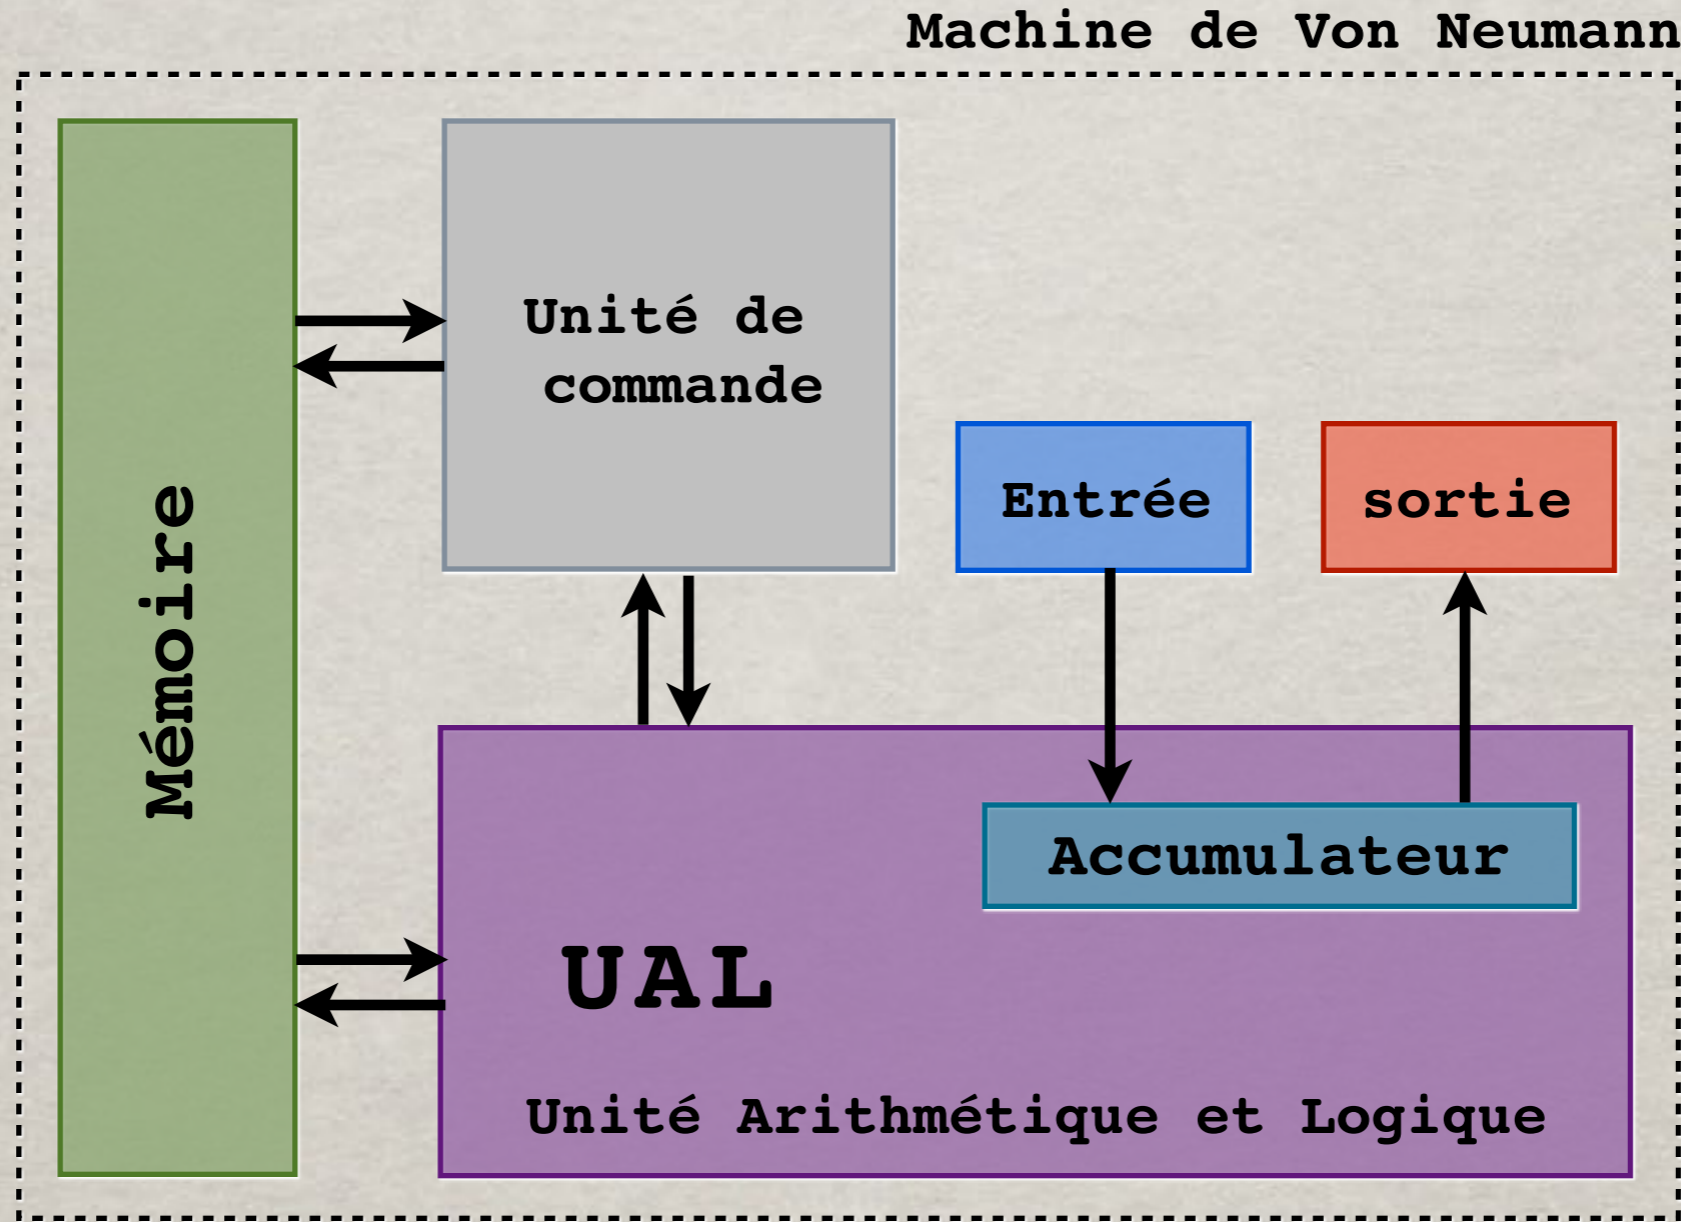 Machine de Von Neumann
Mémoire
Unité de
commande
Entrée
sortie
Accumulateur
UAL
Unité Arithmétique et Logique